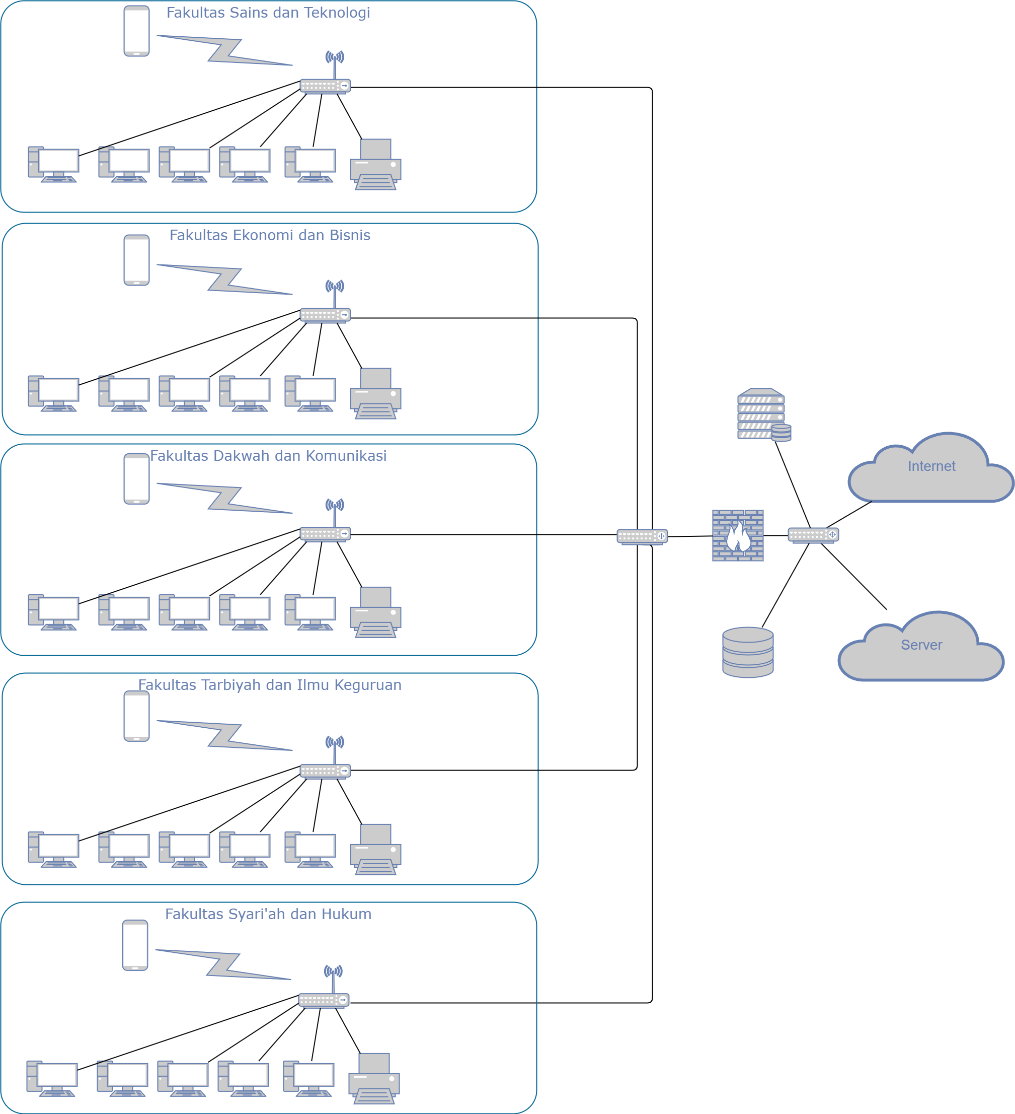 Fakultas Sains dan Teknologi
Fakultas Ekonomi dan Bisnis
Fakultas Dakwah dan Komunikasi
Internet
Server
Fakultas Tarbiyah dan Ilmu Keguruan
Fakultas Syari'ah dan Hukum